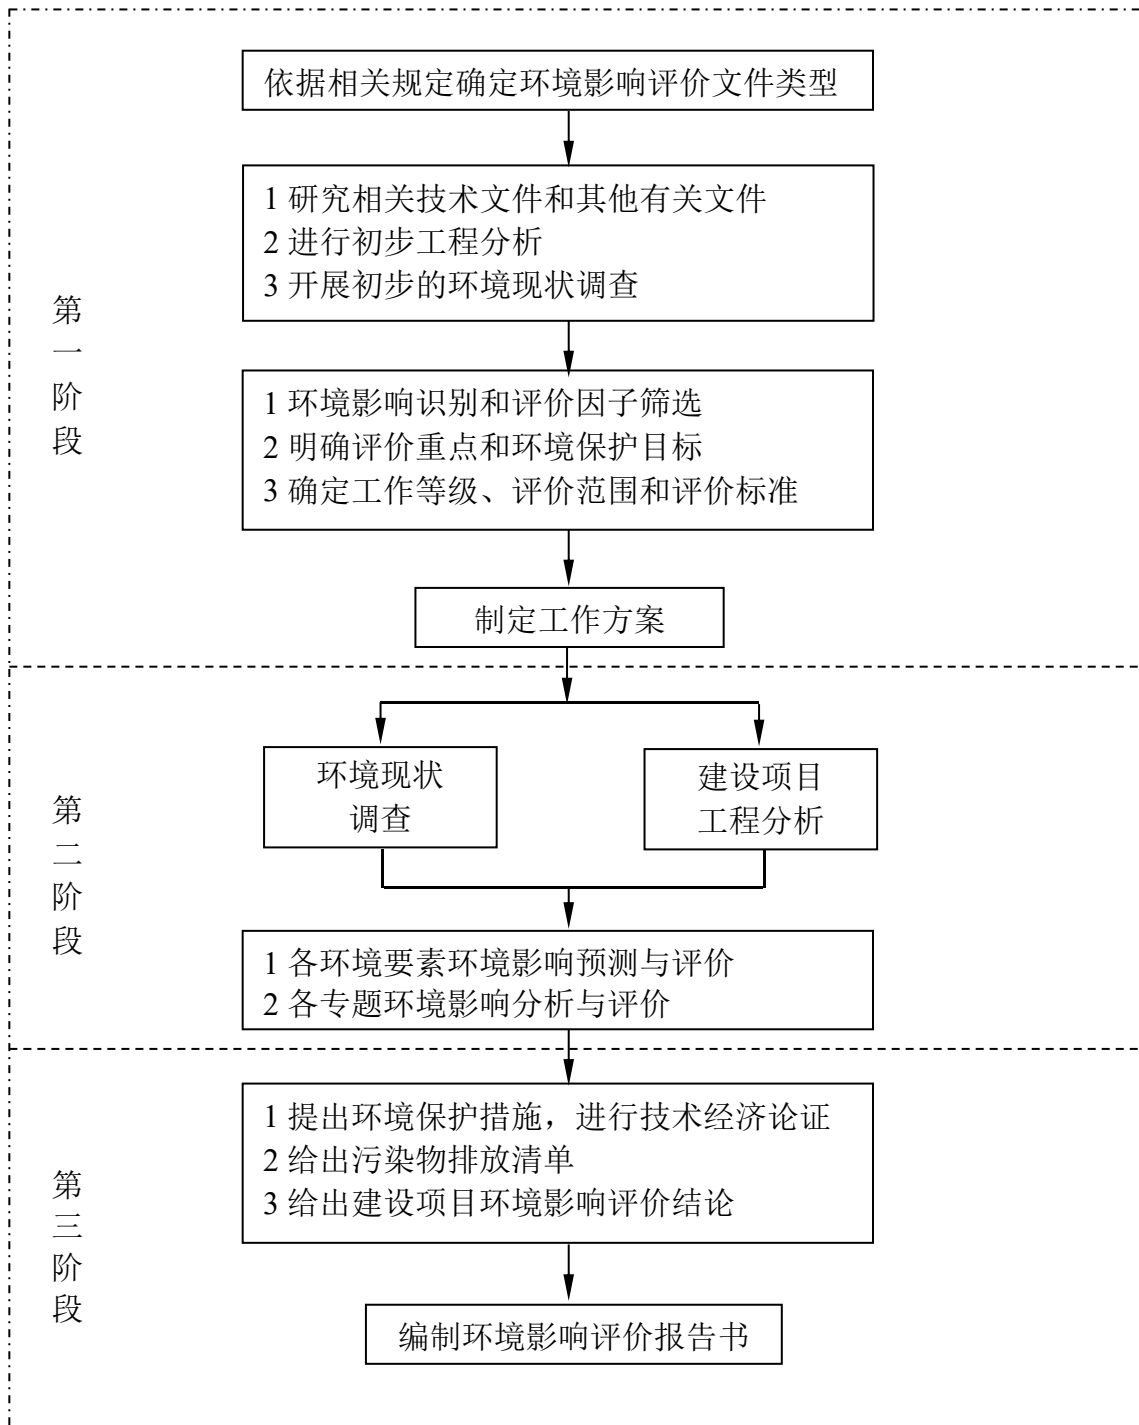 依据相关规定确定环境影响评价文件类型
1 研究相关技术文件和其他有关文件
2 进行初步工程分析
3 开展初步的环境现状调查
第
一
阶
段
1 环境影响识别和评价因子筛选
2 明确评价重点和环境保护目标
3 确定工作等级、评价范围和评价标准
制定工作方案
第
二
阶
段
环境现状
调查
建设项目
工程分析
1 各环境要素环境影响预测与评价
2 各专题环境影响分析与评价
第
三
阶
段
1 提出环境保护措施，进行技术经济论证
2 给出污染物排放清单
3 给出建设项目环境影响评价结论
编制环境影响评价报告书